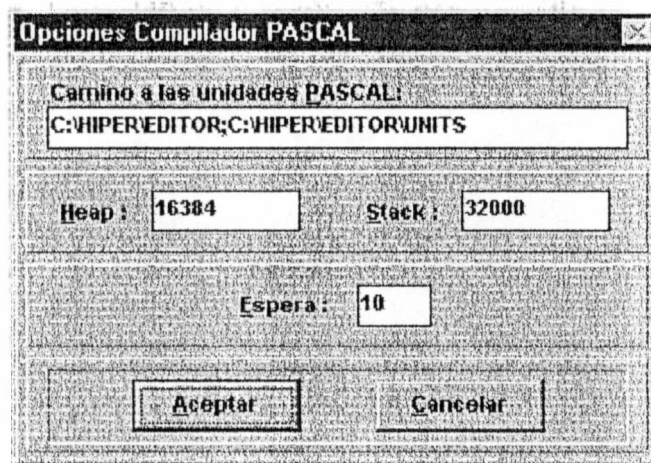 Opciones Compilador PASCAL
Camino a las unidades PASCAL:
C:\HIPER\EDITOR;C:\HIPER\EDITOR\UNITS
Heap : 16384 Stack : 32000
Espera : 10
Aceptar Cancelar